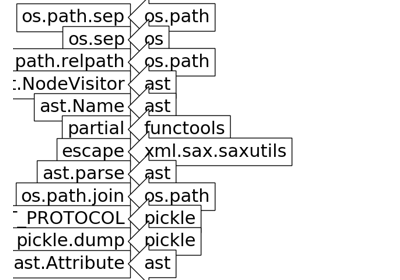 os.path.sep os.path
os.sep os
path.relpath os.path
.NodeVisitor ast
ast.Name ast
partial functools
escape xml.sax.saxutils
ast.parse ast
os.path.join os.path
_PROTOCOL pickle
pickle.dump pickle
ast.Attribute ast